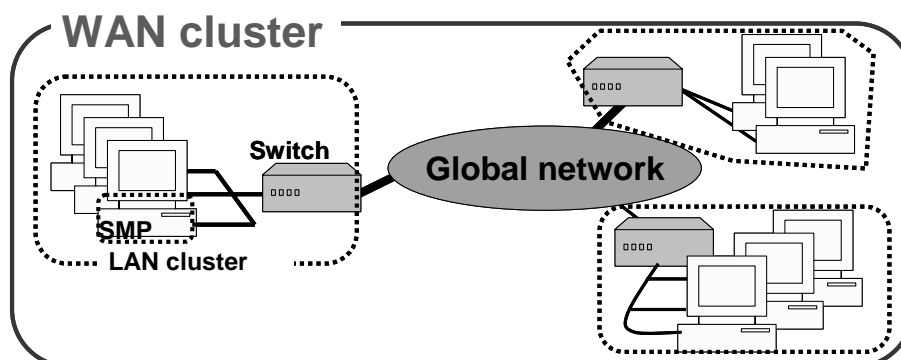 WAN cluster
Switch
Global network
SMP
LAN cluster